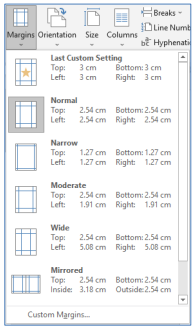 Breaks
Line Numb
Margins Orientation Size Columns
bc Hyphenatio
Last Custom Setting
Top: 3 cm Bottom: 3 cm
Left: 3 cm Right: 3 cm
Normal
Top: 2.54 cm Bottom: 2.54 cm
Left: 2.54 cm Right: 2.54 cm
Narrow
Top: 1.27 cm Bottom: 1.27 cm
Left: 1.27 cm Right: 1.27 cm
Moderate
Top: 2.54 cm Bottom: 2.54 cm
Left: 1.91 cm Right: 1.91 cm
Wide
Top: 2.54 cm Bottom: 2.54 cm
Left: 5.08 cm Right: 5.08 cm
Mirrored
Top: 2.54 cm Bottom: 2.54 cm
Inside: 3.18 cm Outside: 2.54 cm
Custom Margins...